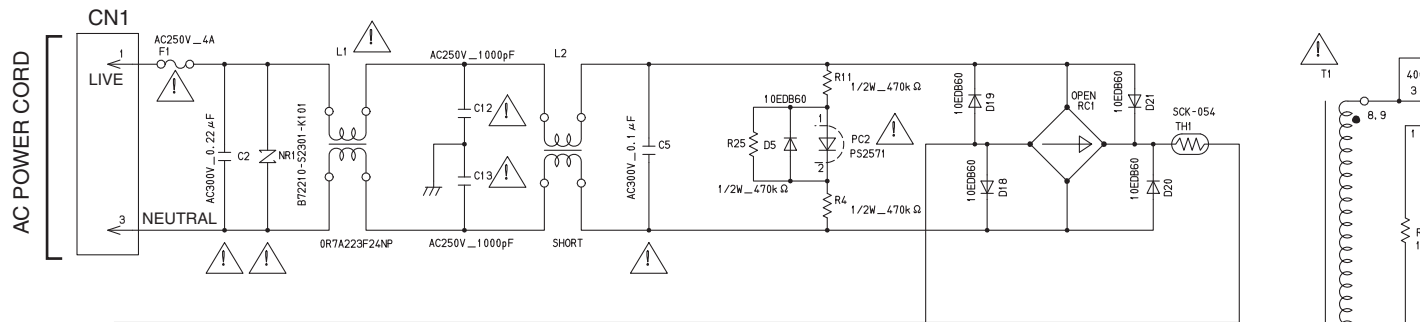 CN1
AC POWER CORD
1
LIVE
3
NEUTRAL
AC250V_4A
F1
!
AC300V_0.22μF
C2
NR1
B72210-S2301-K101
!
!
L1
!
0R7A223F24NP
AC250V_1000pF
C12
!
C13
!
AC250V_1000pF
L2
SHORT
AC300V_0.1μF
C5
!
R11
1/2W_470kΩ
10EDB60
R25
D5
1
2
PC2
PS2571
!
1/2W_470kΩ
R4
1/2W_470kΩ
10EDB60
D19
10EDB60
D18
OPEN
RC1
10EDB60
D21
10EDB60
D20
SCK-054
TH1
!
T1
8,9
3
1